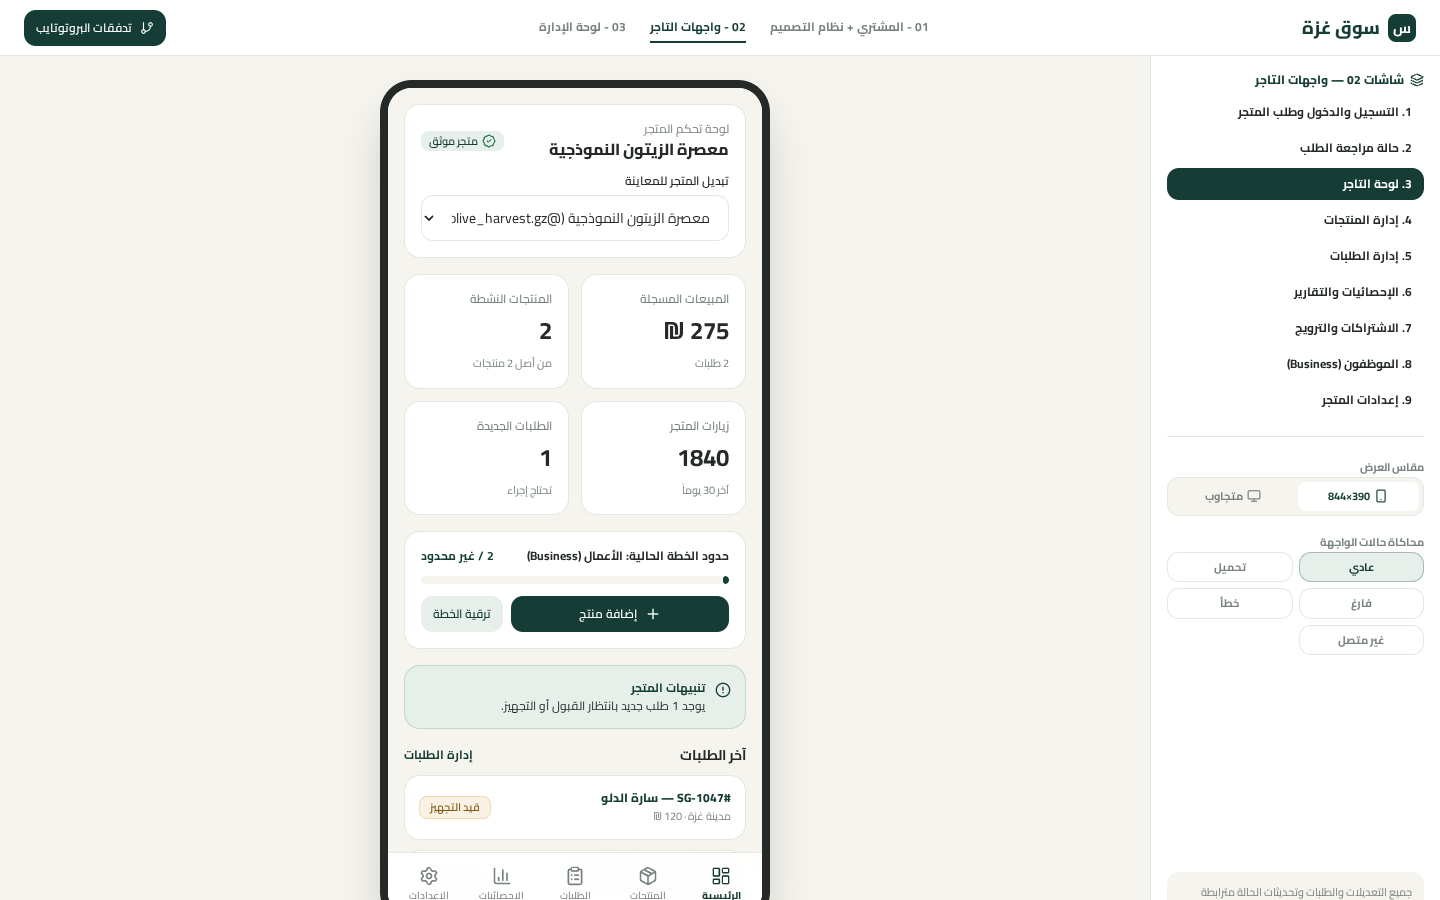 س سوق غزة
01 - المشتري + نظام التصميم
02 - واجهات التاجر
03 - لوحة الإدارة
تدفقات البروتوتايب
شاشات 02 — واجهات التاجر
1. التسجيل والدخول وطلب المتجر
2. حالة مراجعة الطلب
3. لوحة التاجر
4. إدارة المنتجات
5. إدارة الطلبات
6. الإحصائيات والتقارير
7. الاشتراكات والترويج
8. الموظفون (Business)
9. إعدادات المتجر
مقاس العرض
390×844
متجاوب
محاكاة حالات الواجهة
عادي
تحميل
فارغ
خطأ
غير متصل
جميع التعديلات والطلبات وتحديثات الحالة مترابطة
لوحة تحكم المتجر
معصرة الزيتون النموذجية
متجر موثق
تبديل المتجر للمعاينة
معصرة الزيتون النموذجية (@olive_harvest.gz
المبيعات المسجلة
275 ₪
2 طلبات
المنتجات النشطة
2
من أصل 2 منتجات
زيارات المتجر
1840
آخر 30 يوماً
الطلبات الجديدة
1
تحتاج إجراء
حدود الخطة الحالية: الأعمال (Business)
2 / غير محدود
إضافة منتج
ترقية الخطة
تنبيهات المتجر
يوجد 1 طلب جديد بانتظار القبول أو التجهيز.
آخر الطلبات
إدارة الطلبات
#SG-1047 — سارة الدلو
مدينة غزة · 120 ₪
قيد التجهيز
الرئيسية
المنتجات
الطلبات
الإحصائيات
الإعدادات